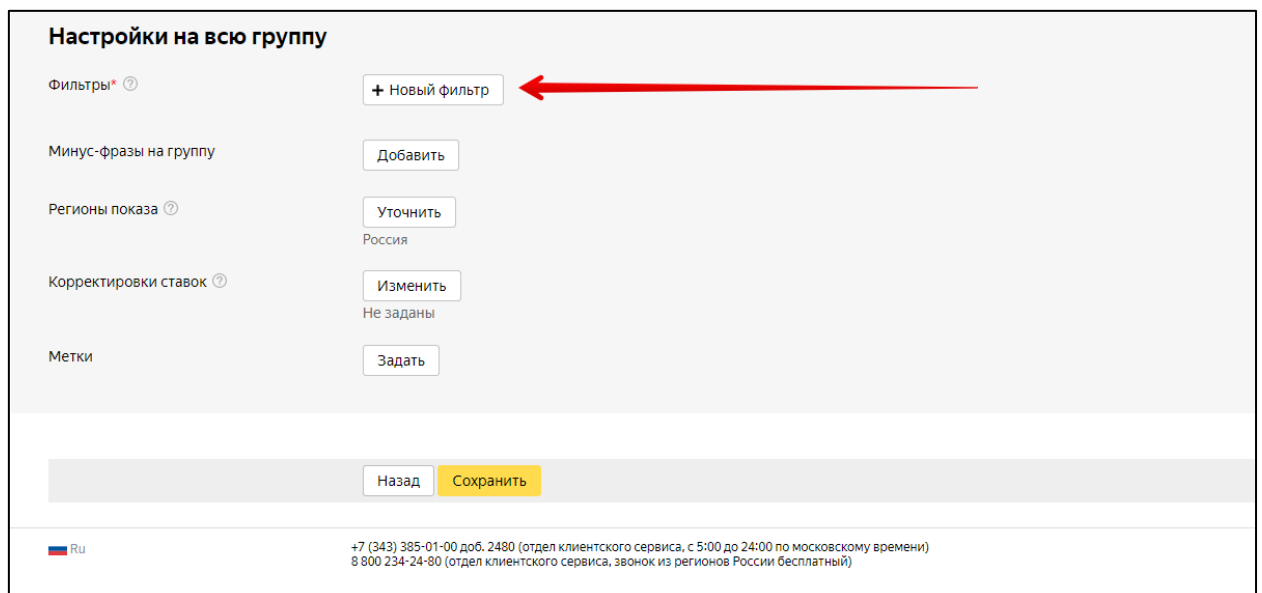 Настройки на всю группу
Фильтры* ?
+ Новый фильтр
Минус-фразы на группу
Добавить
Регионы показа ?
Уточнить
Россия
Корректировки ставок ?
Изменить
Не заданы
Метки
Задать
Назад Сохранить
Ru
+7 (343) 385-01-00 доб. 2480 (отдел клиентского сервиса, с 5:00 до 24:00 по московскому времени)
8 800 234-24-80 (отдел клиентского сервиса, звонок из регионов России бесплатный)